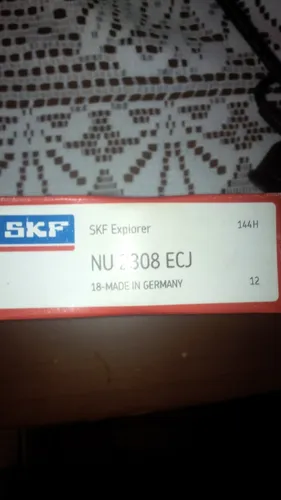 SKF
SKF Explorer
144H
NU 2308 ECJ
18-MADE IN GERMANY
12